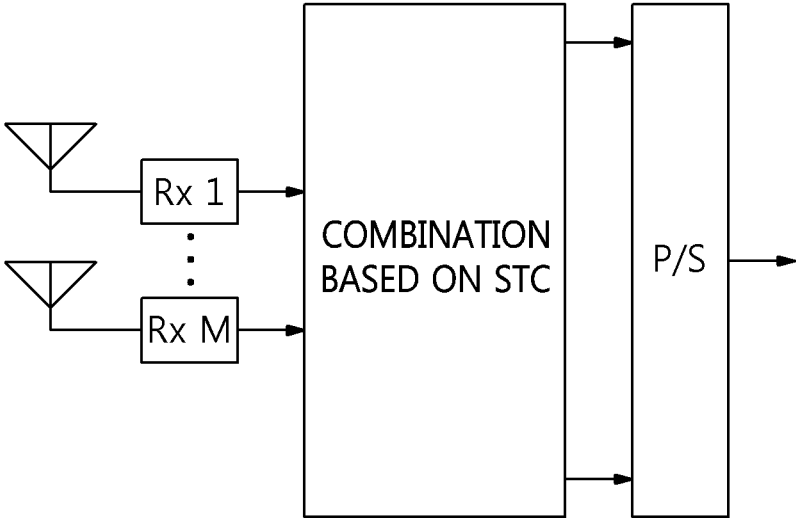 Rx 1
Rx M
COMBINATION
BASED ON STC
P/S